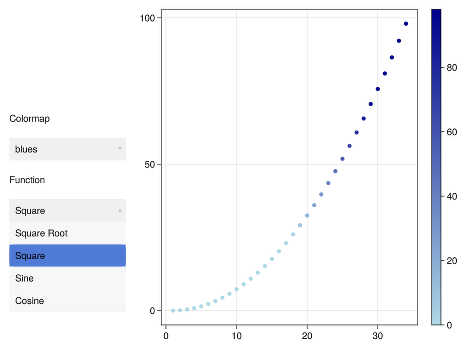 Colormap
blues
Function
Square
Square Root
Square
Sine
Cosine
100
50
0
0 10 20 30
80
60
40
20
0